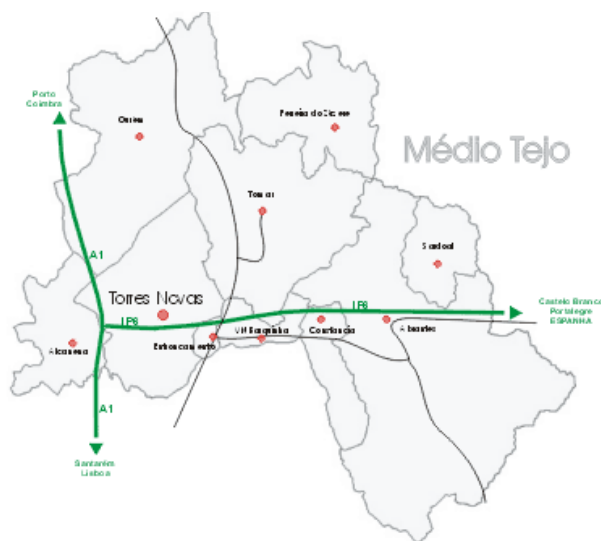 Porto
Coimbra
Ourém
Ferreira do Zêzere
Médio Tejo
Tomar
Sardoal
A1
Torres Novas
IP6
IP6
Castelo Branco
Portalegre
ESPANHA
Alcanena
Entroncamento
VN Barquinha
Constância
Abrantes
A1
Santarém
Lisboa